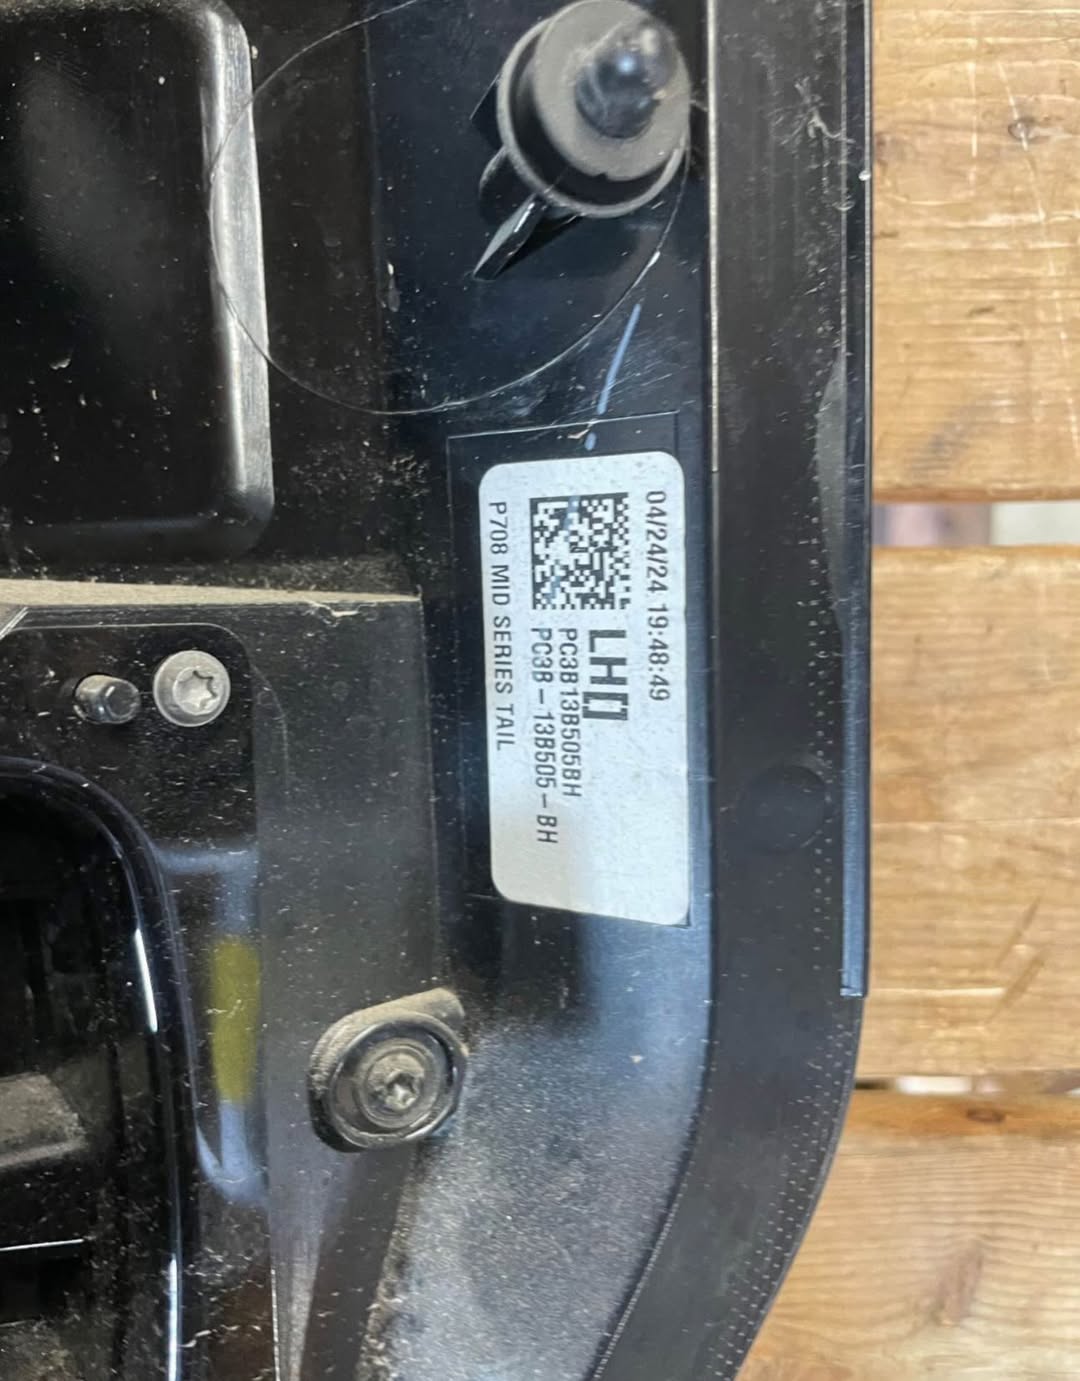 04/24/24 19:48:49
LH[]
PC3B13B505BH
PC3B-13B505-BH
P708 MID SERIES TAIL